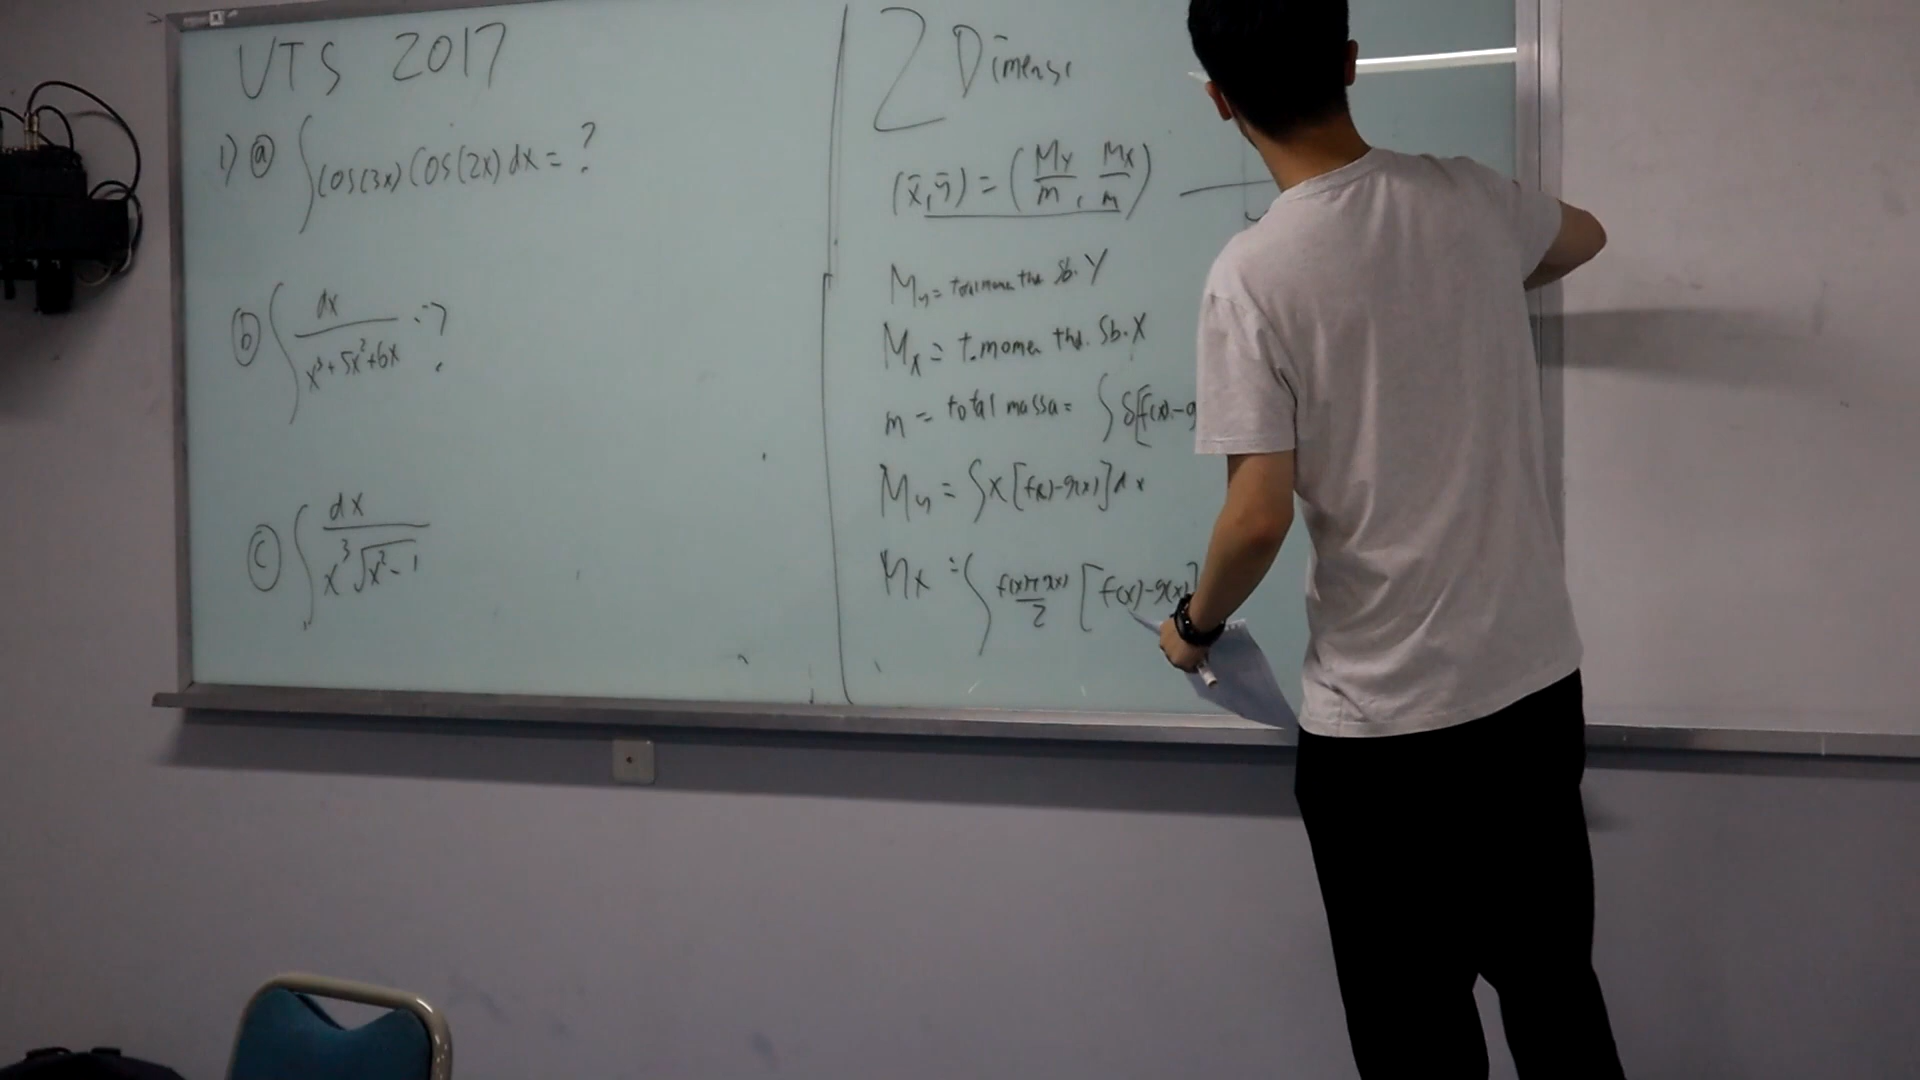 UTS 2017
1) ⓐ ∫cos(3x) cos(2x) dx = ?
ⓑ ∫ dx / x³ + 5x² + 6x = ?
ⓒ ∫ dx / x³√x² - 1
2 Dimensi
(x̄, ȳ) = (My/m, Mx/m)
My = thd Sb. Y
Mx = t. momen thd. Sb. X
m = total massa = ∫ δ[f(x) - g
My = ∫ x [f(x) - g(x)] dx
Mx = ∫ f(x) + g(x) / 2 [f(x) - g(x)]